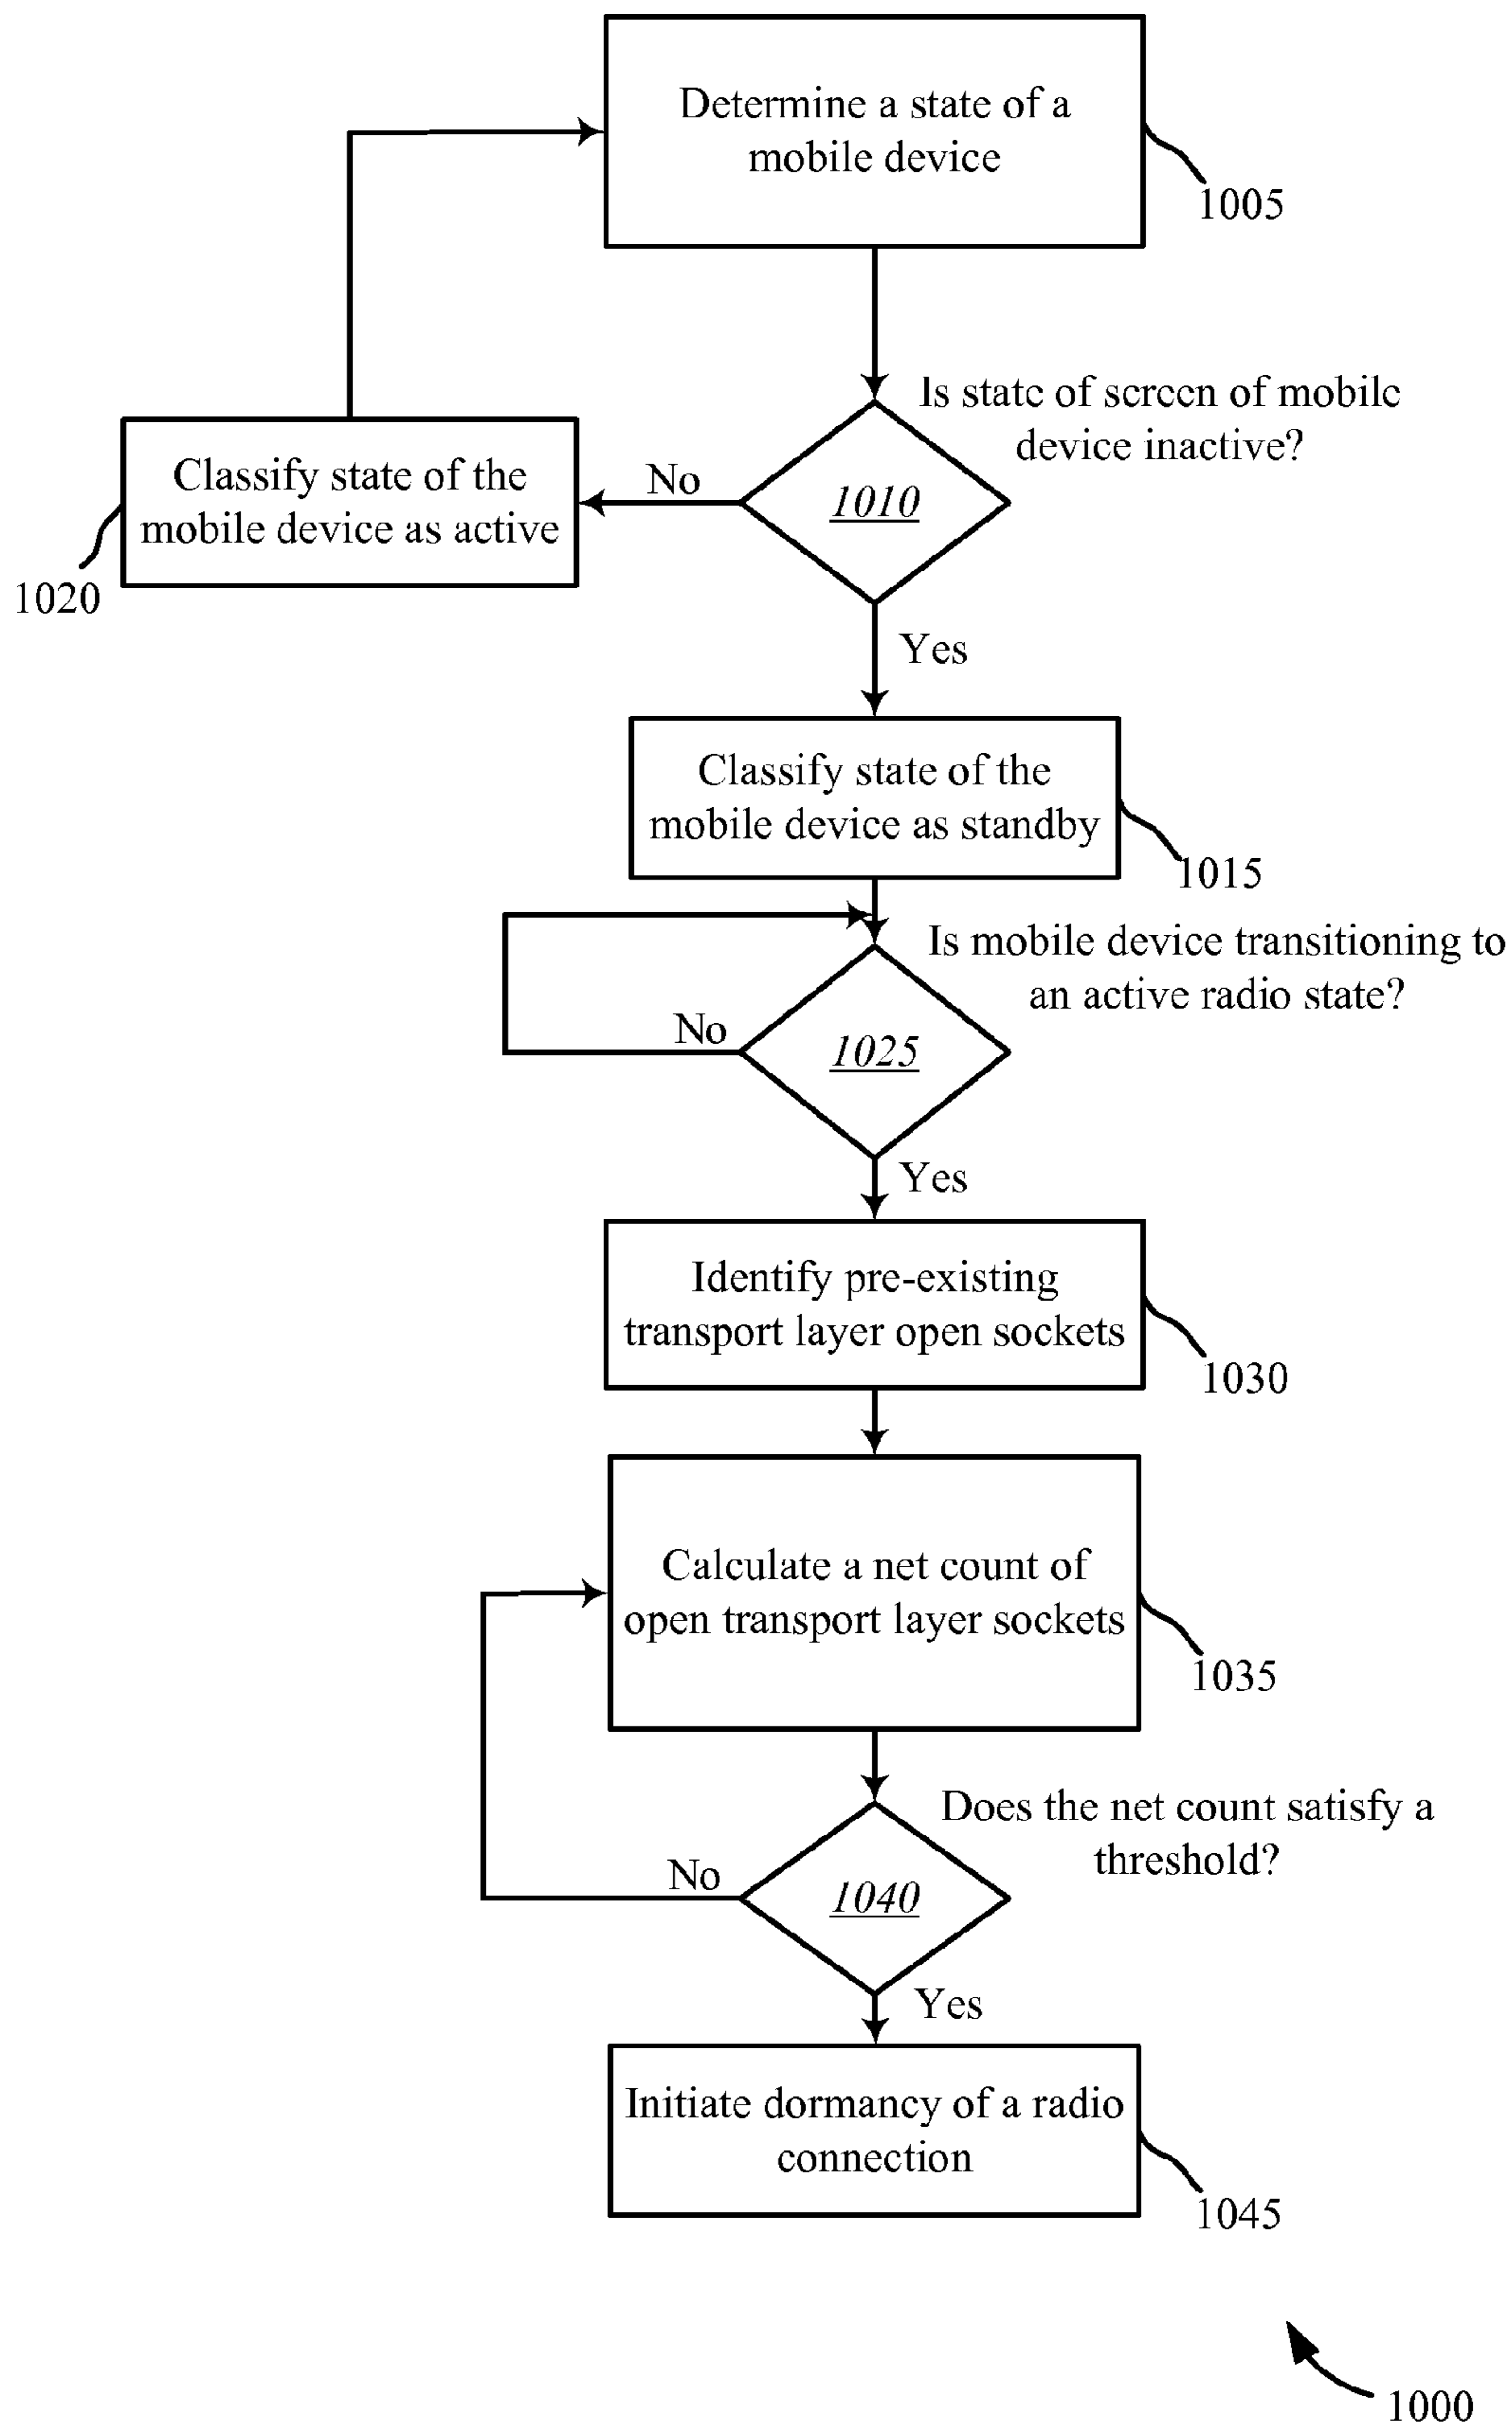 Determine a state of a
mobile device
1005
Is state of screen of mobile
device inactive?
Classify state of the
mobile device as active
No
1010
1020
Yes
Classify state of the
mobile device as standby
1015
Is mobile device transitioning to
an active radio state?
No
1025
Yes
Identify pre-existing
transport layer open sockets
1030
Calculate a net count of
open transport layer sockets
1035
Does the net count satisfy a
threshold?
No
1040
Yes
Initiate dormancy of a radio
connection
1045
1000